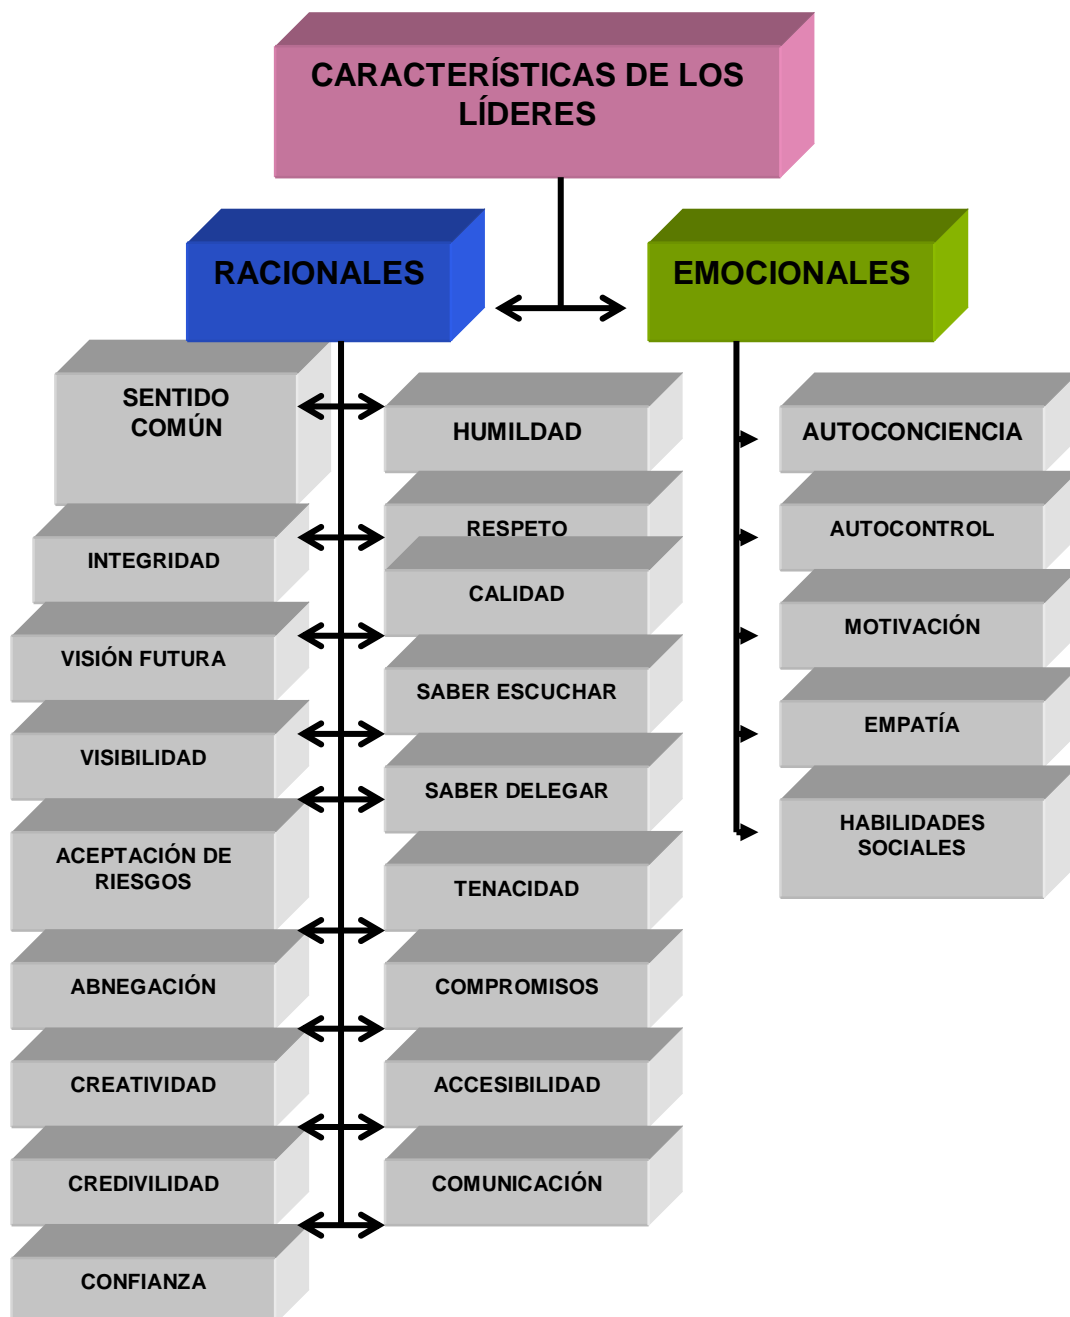 CARACTERÍSTICAS DE LOS
LÍDERES
RACIONALES
EMOCIONALES
SENTIDO
COMÚN
INTEGRIDAD
VISIÓN FUTURA
VISIBILIDAD
ACEPTACIÓN DE
RIESGOS
ABNEGACIÓN
CREATIVIDAD
CREDIVILIDAD
CONFIANZA
HUMILDAD
RESPETO
CALIDAD
SABER ESCUCHAR
SABER DELEGAR
TENACIDAD
COMPROMISOS
ACCESIBILIDAD
COMUNICACIÓN
AUTOCONCIENCIA
AUTOCONTROL
MOTIVACIÓN
EMPATÍA
HABILIDADES
SOCIALES